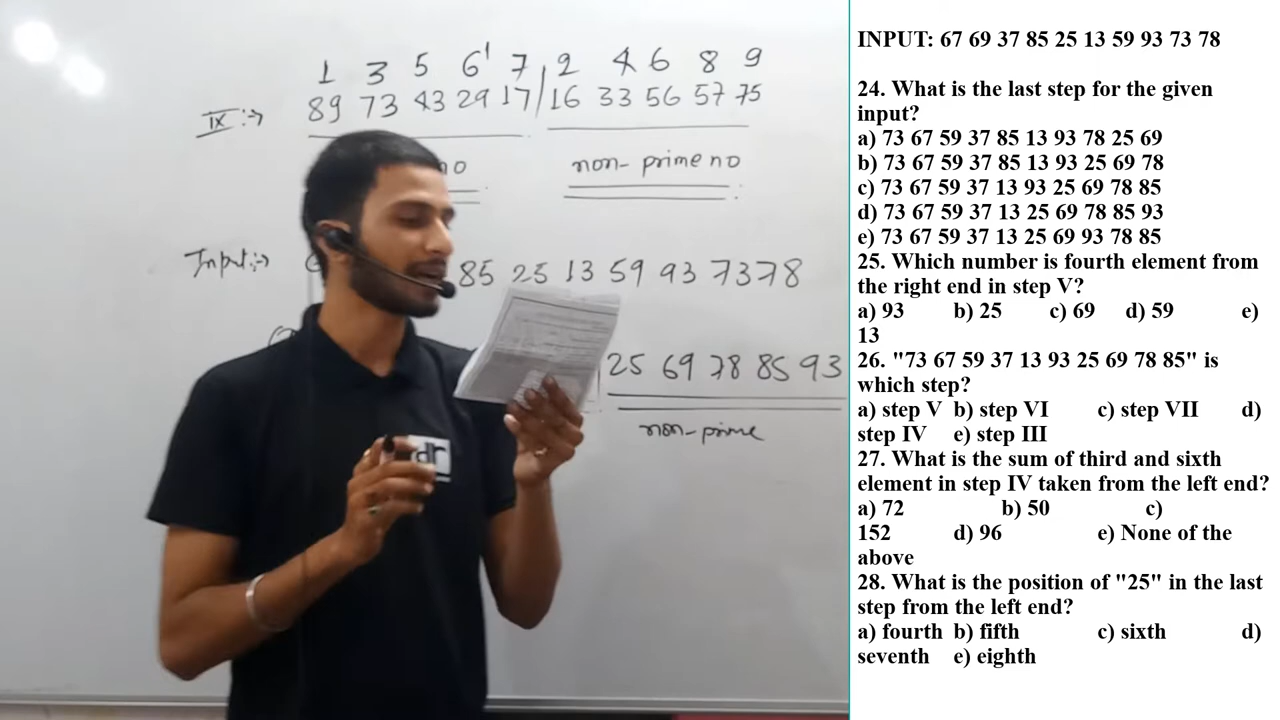 1 3 5 6' 7 2 4 6 8 9
IX :→ 89 73 43 29 17 16 33 56 57 75
no non-prime no
Input:→ 85 25 13 59 93 73 78
25 69 78 85 93
non-prime
dr
INPUT: 67 69 37 85 25 13 59 93 73 78
24. What is the last step for the given
input?
a) 73 67 59 37 85 13 93 78 25 69
b) 73 67 59 37 85 13 93 25 69 78
c) 73 67 59 37 13 93 25 69 78 85
d) 73 67 59 37 13 25 69 78 85 93
e) 73 67 59 37 13 25 69 93 78 85
25. Which number is fourth element from
the right end in step V?
a) 93 b) 25 c) 69 d) 59 e)
13
26. "73 67 59 37 13 93 25 69 78 85" is
which step?
a) step V b) step VI c) step VII d)
step IV e) step III
27. What is the sum of third and sixth
element in step IV taken from the left end?
a) 72 b) 50 c)
152 d) 96 e) None of the
above
28. What is the position of "25" in the last
step from the left end?
a) fourth b) fifth c) sixth d)
seventh e) eighth